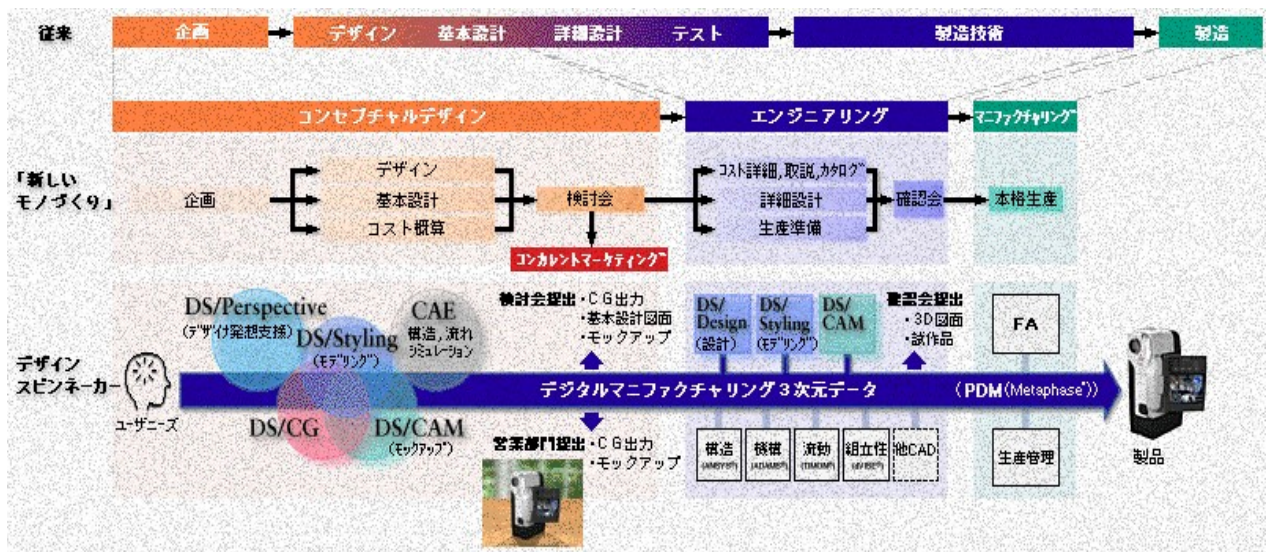 従来
企画
デザイン 基本設計 詳細設計 テスト
製造技術
製造
コンセプチャルデザイン
エンジニアリング
マニファクチャリング
「新しい
モノづくり」
企画
デザイン
基本設計
コスト概算
検討会
コスト詳細,取説,カタログ
詳細設計
生産準備
確認会
本格生産
コンカレントマーケティング
DS/Perspective
(デザイナ発想支援)
DS/Styling
(モデリング)
CAE
構造,流れ
シミュレーション
検討会提出・CG出力
・基本設計図面
・モックアップ
DS/
Design
(設計)
DS/
Styling
(モデリング)
DS/
CAM
確認会提出
・3D図面
・試作品
FA
デザイン
スピンネーカー
ユーザニーズ
デジタルマニファクチャリング3次元データ
(PDM(Metaphase®))
DS/CG
DS/CAM
(モックアップ)
営業部門提出・CG出力
・モックアップ
構造
(ANSYS®)
機構
(ADAMS®)
流動
(TIMON®)
組立性
(dVISE®)
他CAD
生産管理
製品